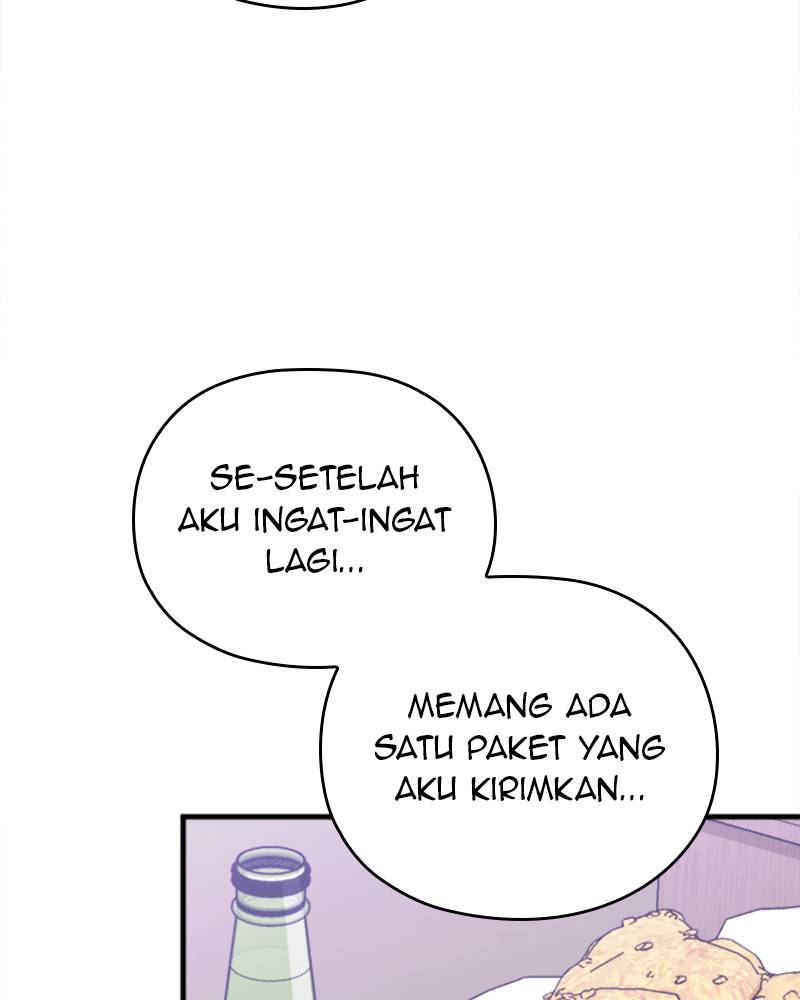 SE-SETELAH
AKU INGAT-INGAT
LAGI...
MEMANG ADA
SATU PAKET YANG
AKU KIRIMKAN...